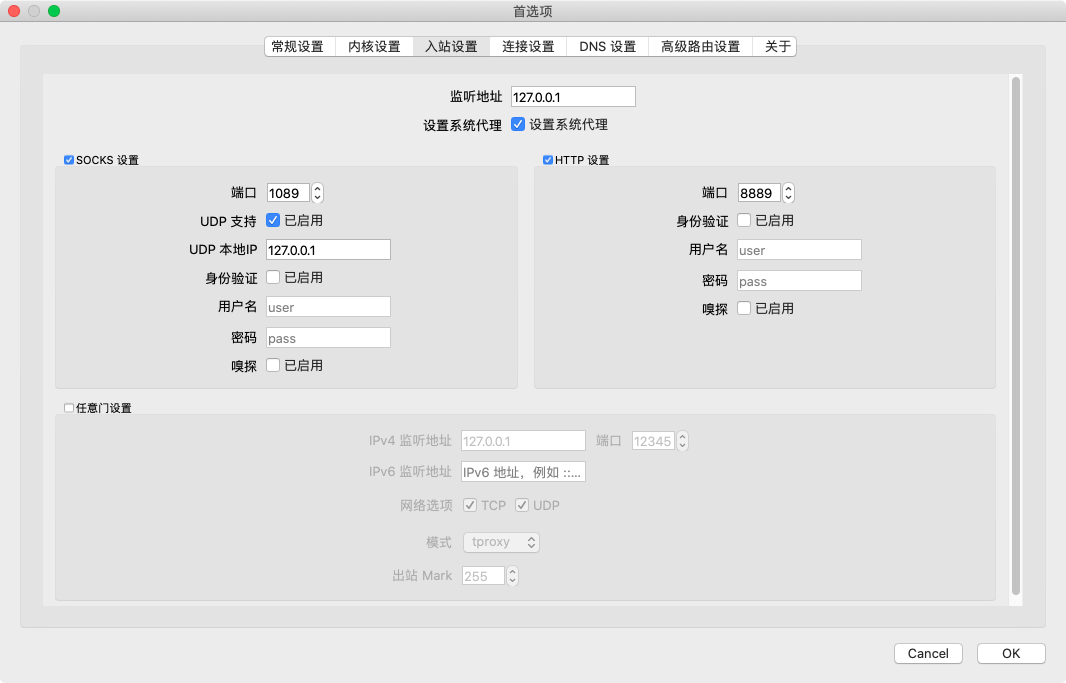 首选项
常规设置 内核设置 入站设置 连接设置 DNS 设置 高级路由设置 关于
监听地址 127.0.0.1
设置系统代理 设置系统代理
SOCKS 设置
端口 1089
UDP 支持 已启用
UDP 本地IP 127.0.0.1
身份验证 已启用
用户名 user
密码 pass
嗅探 已启用
HTTP 设置
端口 8889
身份验证 已启用
用户名 user
密码 pass
嗅探 已启用
任意门设置
IPv4 监听地址 127.0.0.1 端口 12345
IPv6 监听地址 IPv6 地址，例如 ::...
网络选项 TCP UDP
模式 tproxy
出站 Mark 255
Cancel OK